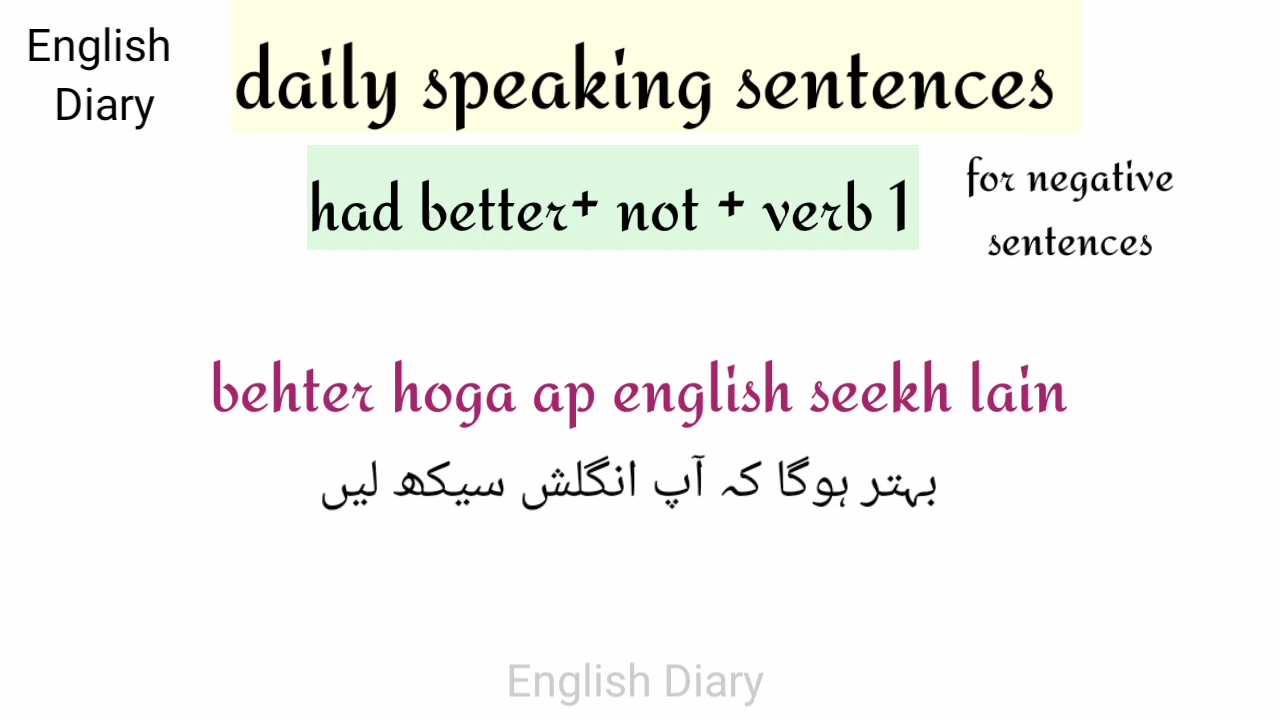 English
Diary
daily speaking sentences
had better+ not + verb 1
for negative
sentences
behter hoga ap english seekh lain
بہتر ہوگا کہ آپ انگلش سیکھ لیں
English Diary